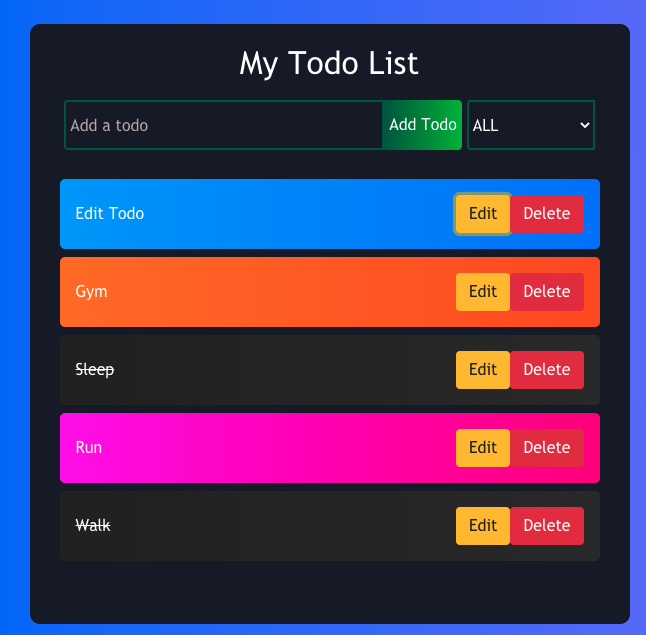 My Todo List
Add a todo Add Todo ALL
Edit Todo Edit Delete
Gym Edit Delete
Sleep Edit Delete
Run Edit Delete
Walk Edit Delete